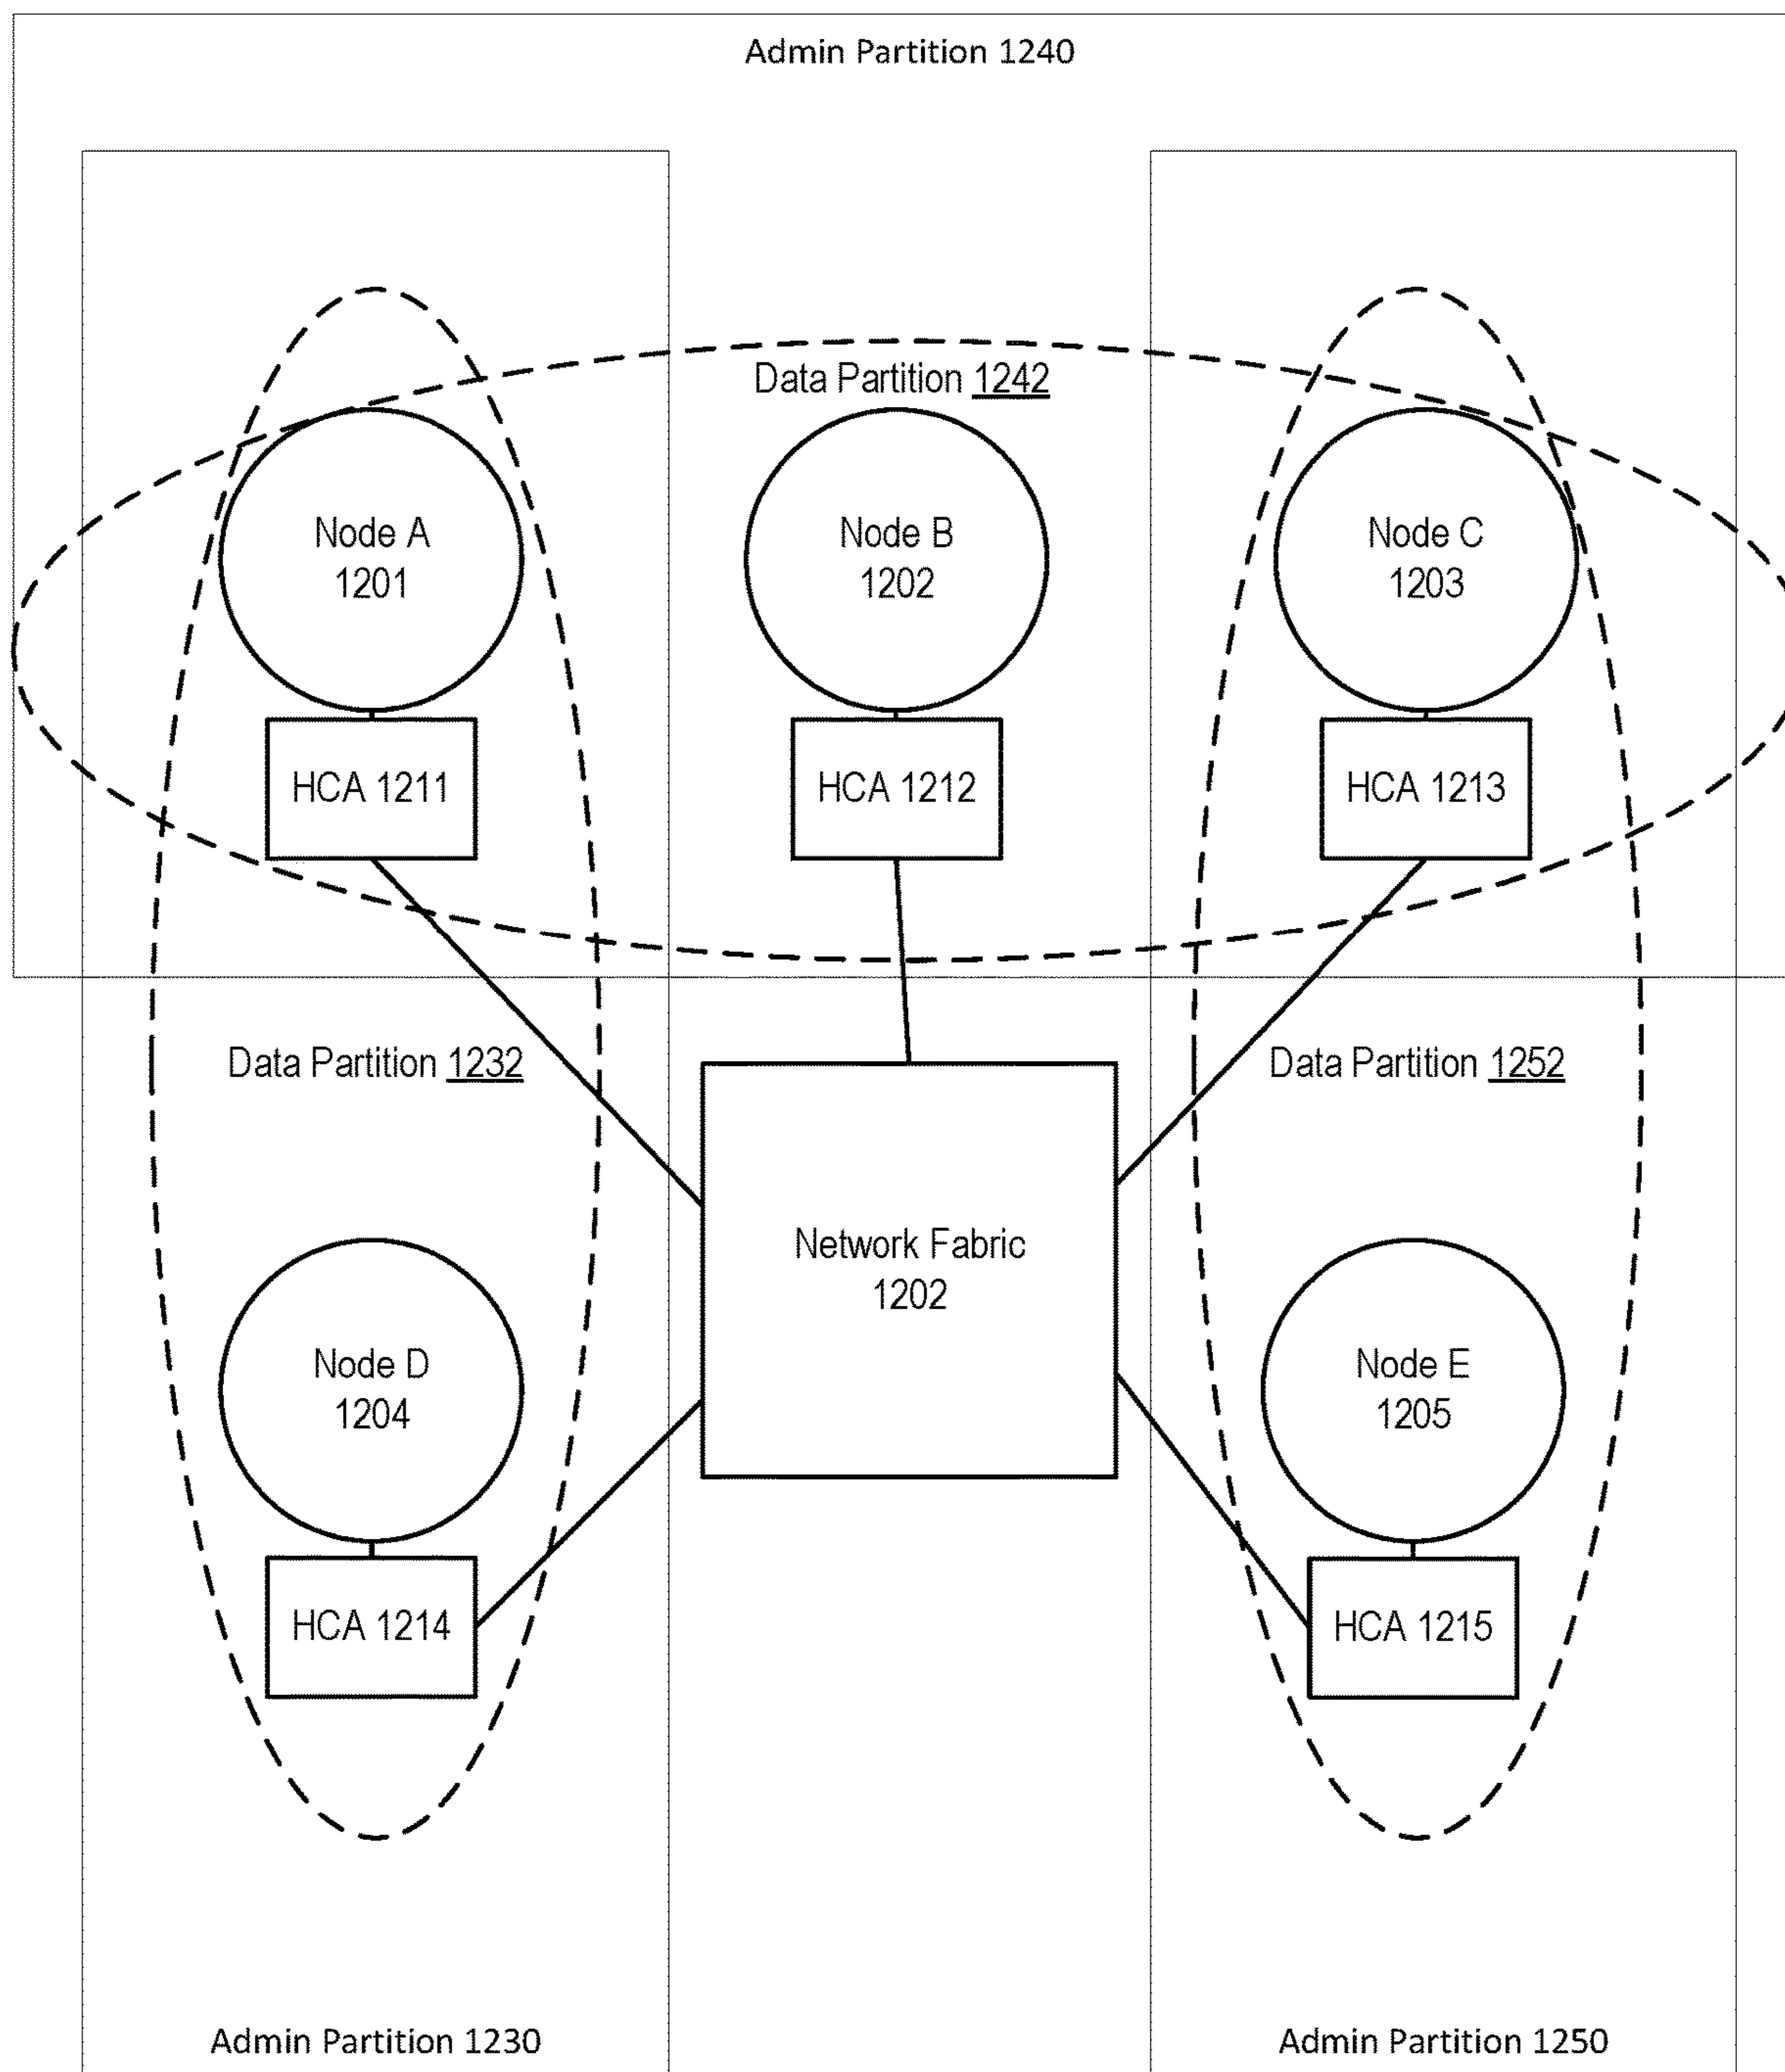 Admin Partition 1240
Data Partition 1242
Node A
1201
Node B
1202
Node C
1203
HCA 1211
HCA 1212
HCA 1213
Data Partition 1232
Data Partition 1252
Network Fabric
1202
Node D
1204
Node E
1205
HCA 1214
HCA 1215
Admin Partition 1230
Admin Partition 1250